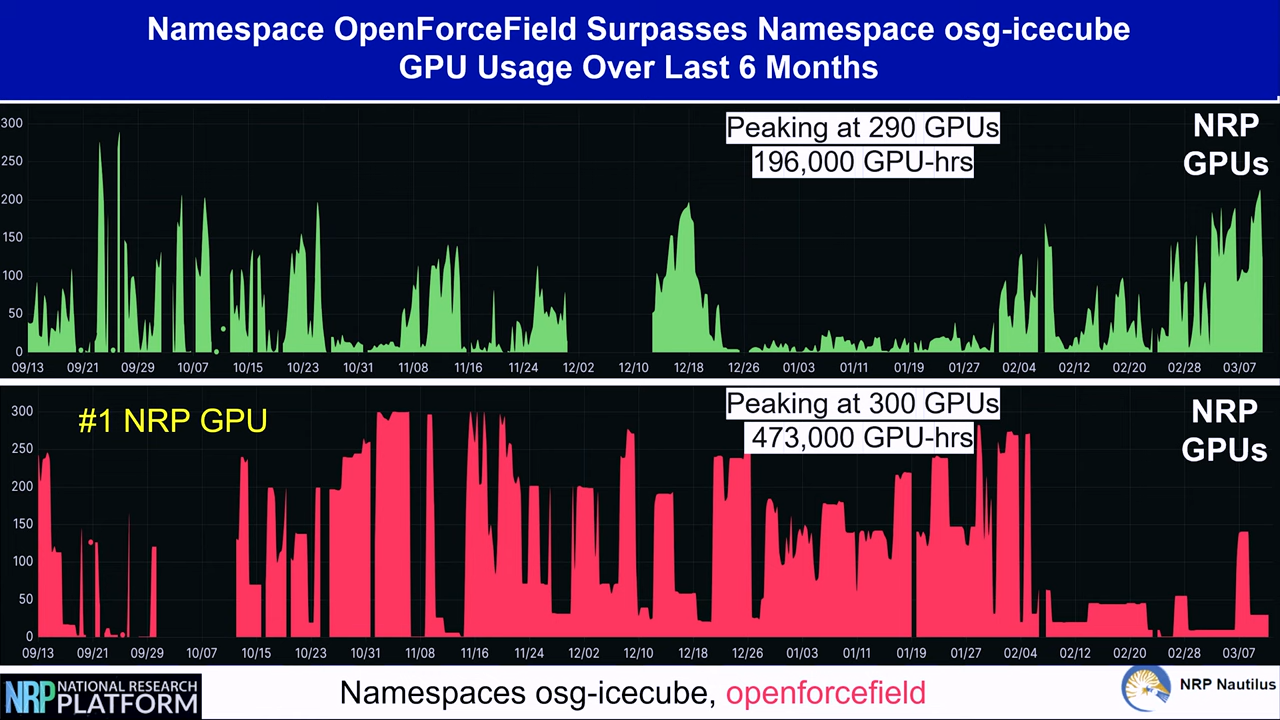 Namespace OpenForceField Surpasses Namespace osg-icecube
GPU Usage Over Last 6 Months
Peaking at 290 GPUs
196,000 GPU-hrs
NRP
GPUs
300
250
200
150
100
50
0
09/13 09/21 09/29 10/07 10/15 10/23 10/31 11/08 11/16 11/24 12/02 12/10 12/18 12/26 01/03 01/11 01/19 01/27 02/04 02/12 02/20 02/28 03/07
#1 NRP GPU
Peaking at 300 GPUs
473,000 GPU-hrs
NRP
GPUs
300
250
200
150
100
50
0
09/13 09/21 09/29 10/07 10/15 10/23 10/31 11/08 11/16 11/24 12/02 12/10 12/18 12/26 01/03 01/11 01/19 01/27 02/04 02/12 02/20 02/28 03/07
NRP NATIONAL RESEARCH
PLATFORM
Namespaces osg-icecube, openforcefield
NRP Nautilus